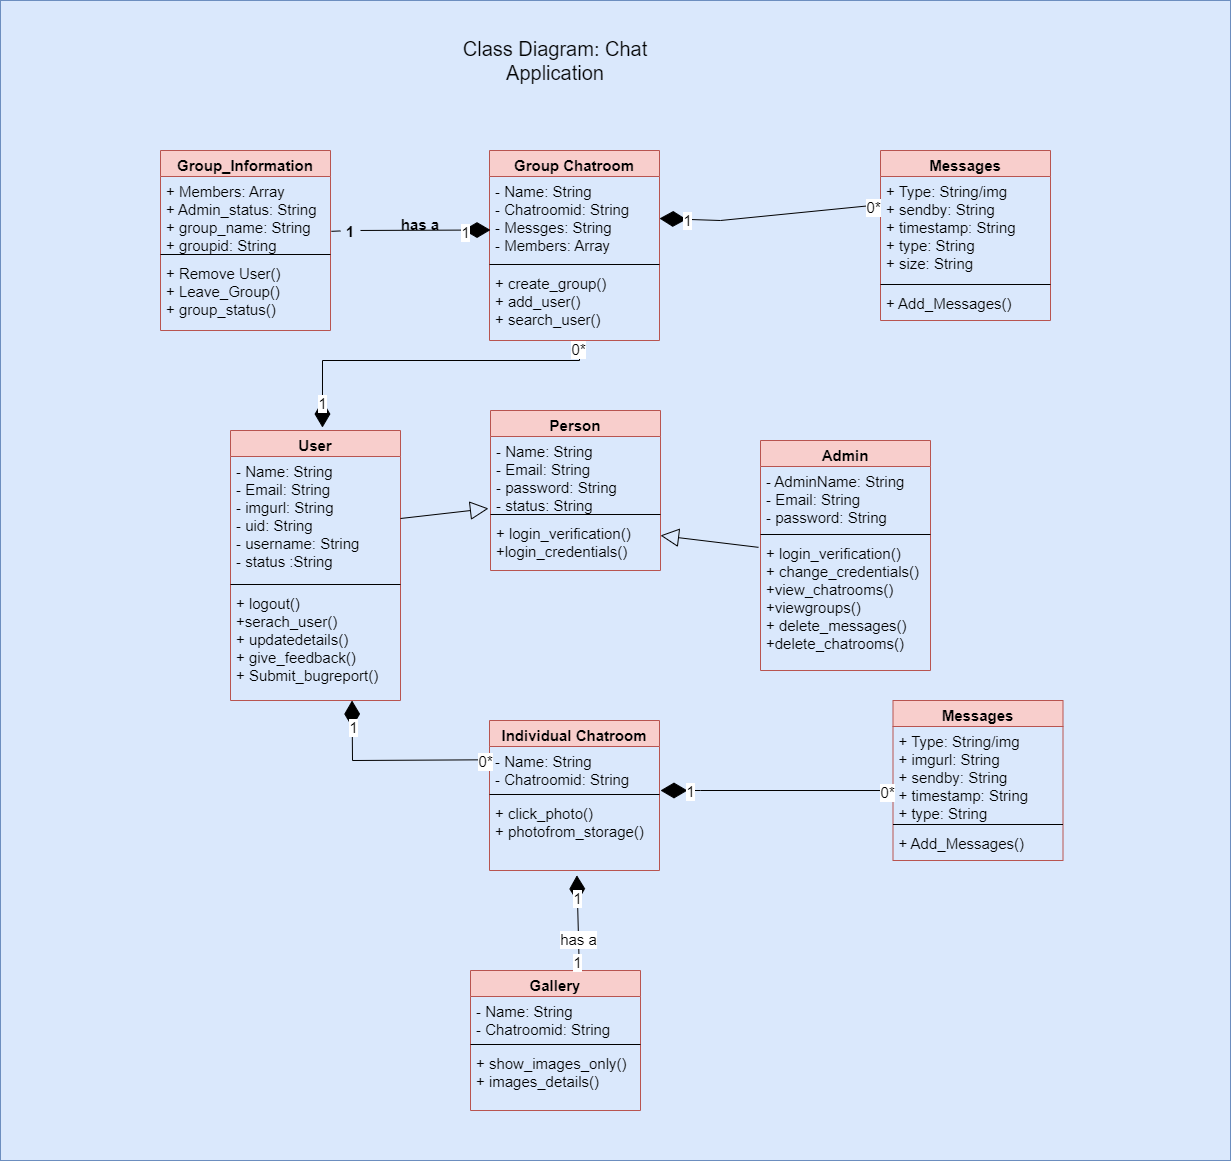 Class Diagram: Chat
Application
Group_Information
+ Members: Array
+ Admin_status: String
+ group_name: String
+ groupid: String
+ Remove User()
+ Leave_Group()
+ group_status()
1
has a
1
Group Chatroom
- Name: String
- Chatroomid: String
- Messges: String
- Members: Array
+ create_group()
+ add_user()
+ search_user()
1
0*
Messages
+ Type: String/img
+ sendby: String
+ timestamp: String
+ type: String
+ size: String
+ Add_Messages()
0*
1
User
- Name: String
- Email: String
- imgurl: String
- uid: String
- username: String
- status :String
+ logout()
+serach_user()
+ updatedetails()
+ give_feedback()
+ Submit_bugreport()
Person
- Name: String
- Email: String
- password: String
- status: String
+ login_verification()
+login_credentials()
Admin
- AdminName: String
- Email: String
- password: String
+ login_verification()
+ change_credentials()
+view_chatrooms()
+viewgroups()
+ delete_messages()
+delete_chatrooms()
1
0*
Individual Chatroom
- Name: String
- Chatroomid: String
+ click_photo()
+ photofrom_storage()
1
0*
Messages
+ Type: String/img
+ imgurl: String
+ sendby: String
+ timestamp: String
+ type: String
+ Add_Messages()
1
has a
1
Gallery
- Name: String
- Chatroomid: String
+ show_images_only()
+ images_details()